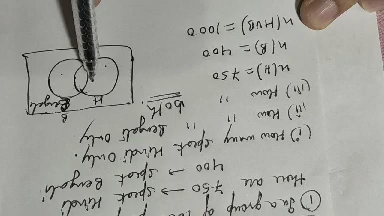 ① In a group of
there are
750 → speak Hindi
400 → speak Bengali.
(i) How many speak Hindi Only.
(ii) How " " Bengali Only
(iii) How " " both
n(H) = 750
n(B) = 400
n(HUB) = 1000
H
B
Bengali